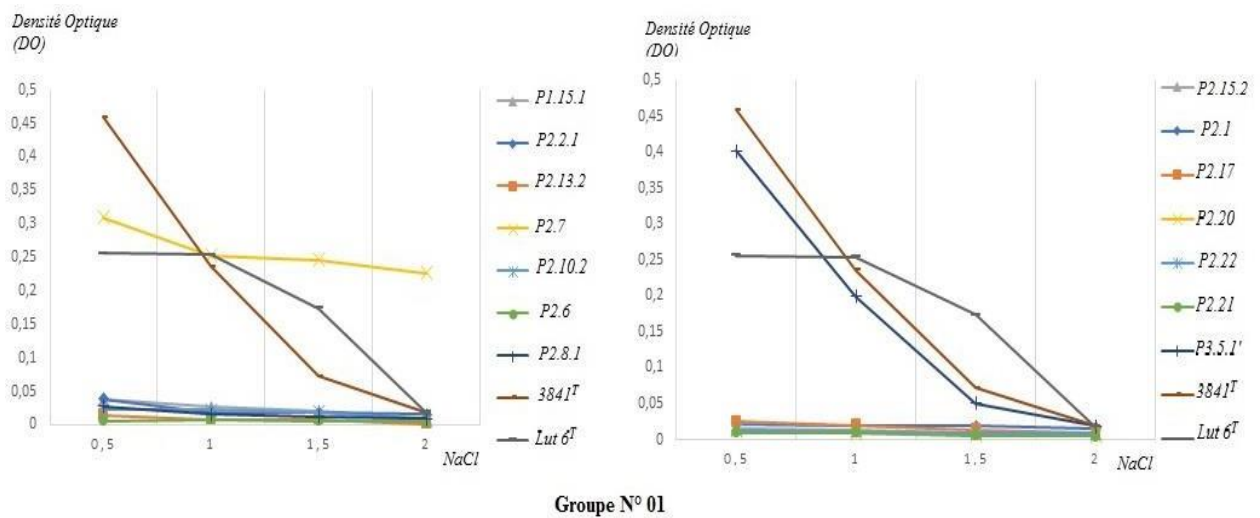 Densité Optique
(DO)
0,5
0,45
0,4
0,35
0,3
0,25
0,2
0,15
0,1
0,05
0
0,5
1
1,5
2
NaCl
P1.15.1
P2.2.1
P2.13.2
P2.7
P2.10.2
P2.6
P2.8.1
3841ᵀ
Lut 6ᵀ
Densité Optique
(DO)
0,5
0,45
0,4
0,35
0,3
0,25
0,2
0,15
0,1
0,05
0
0,5
1
1,5
2
NaCl
P2.15.2
P2.1
P2.17
P2.20
P2.22
P2.21
P3.5.1'
3841ᵀ
Lut 6ᵀ
Groupe N° 01